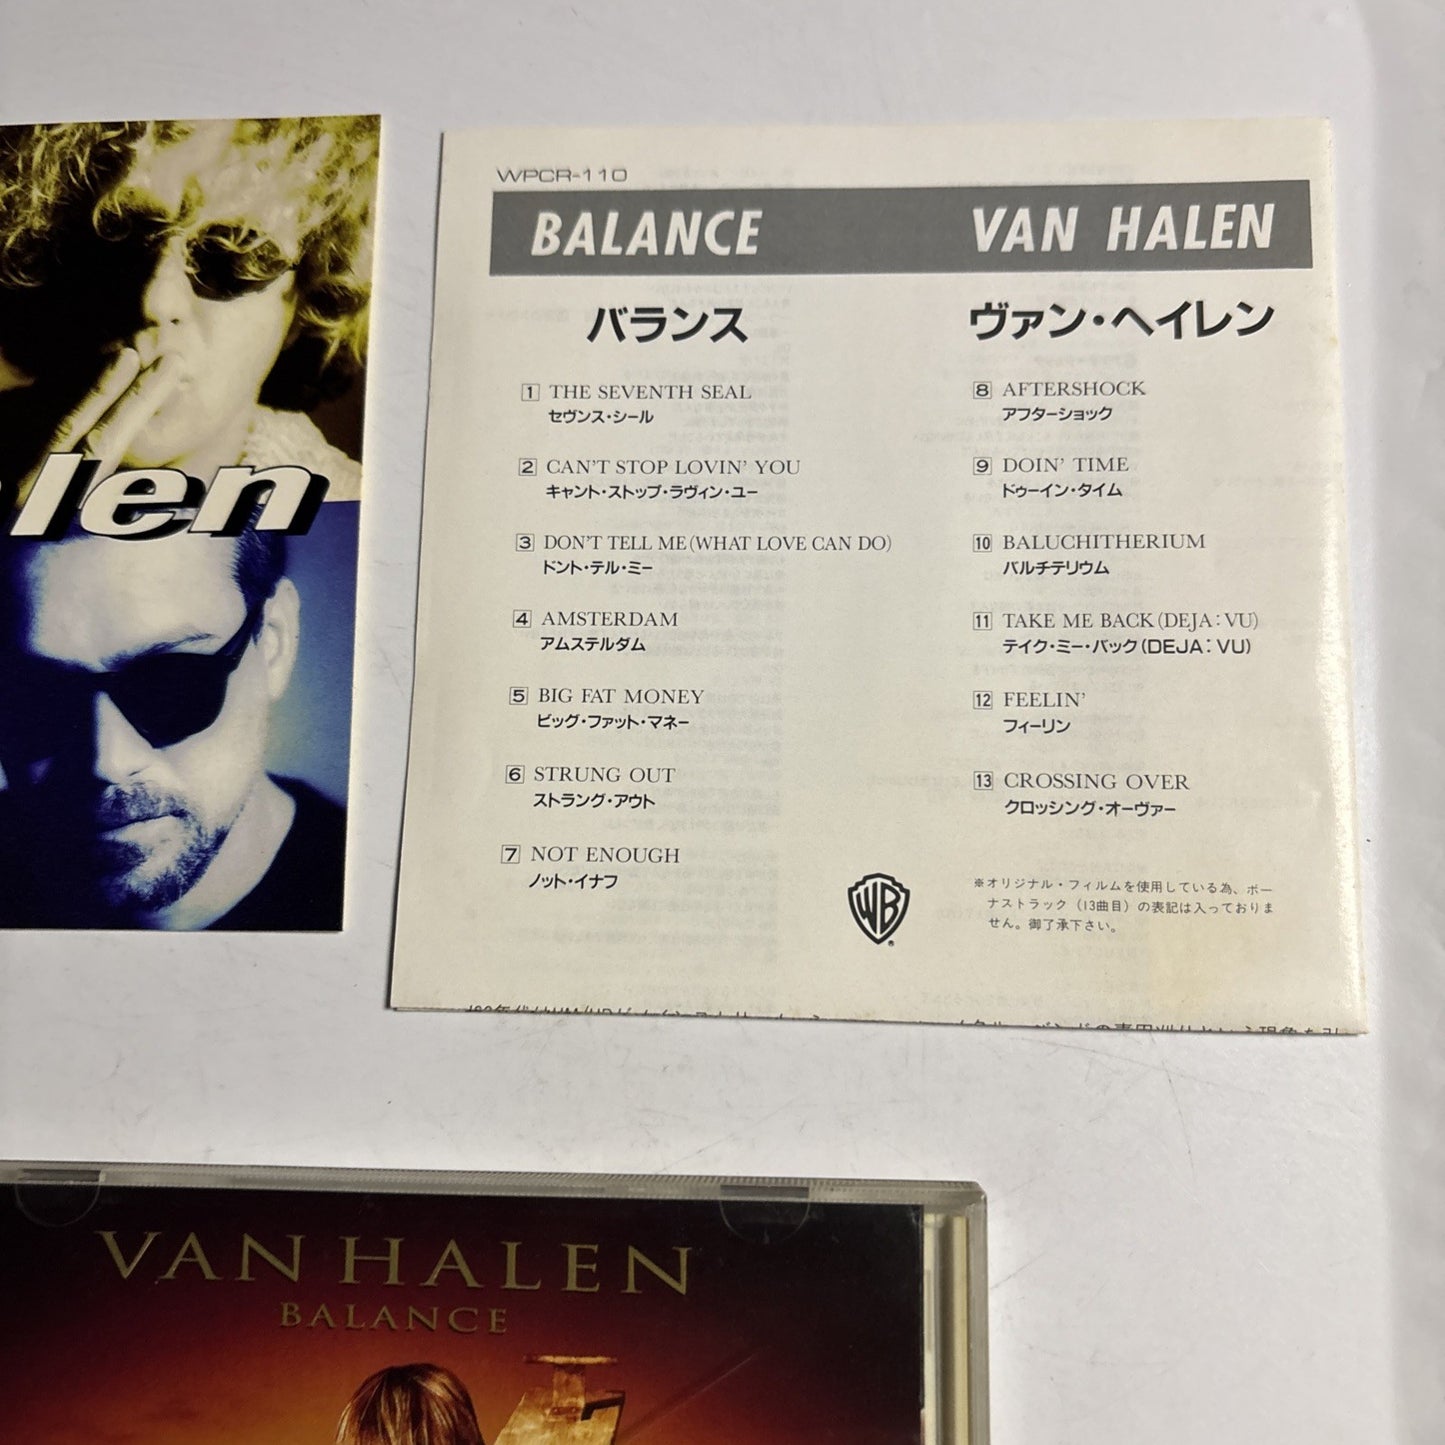 WPCR-110
BALANCE
VAN HALEN
バランス
ヴァン・ヘイレン
1 THE SEVENTH SEAL
セヴンス・シール
2 CAN'T STOP LOVIN' YOU
キャント・ストップ・ラヴィン・ユー
3 DON'T TELL ME (WHAT LOVE CAN DO)
ドント・テル・ミー
4 AMSTERDAM
アムステルダム
5 BIG FAT MONEY
ビッグ・ファット・マネー
6 STRUNG OUT
ストラング・アウト
7 NOT ENOUGH
ノット・イナフ
8 AFTERSHOCK
アフターショック
9 DOIN' TIME
ドゥーイン・タイム
10 BALUCHITHERIUM
バルチテリウム
11 TAKE ME BACK (DEJA:VU)
テイク・ミー・バック (DEJA:VU)
12 FEELIN'
フィーリン
13 CROSSING OVER
クロッシング・オーヴァー
WB
※オリジナル・フィルムを使用している為、ボー
ナストラック（13曲目）の表記は入っておりま
せん。御了承下さい。
len
VAN HALEN
BALANCE